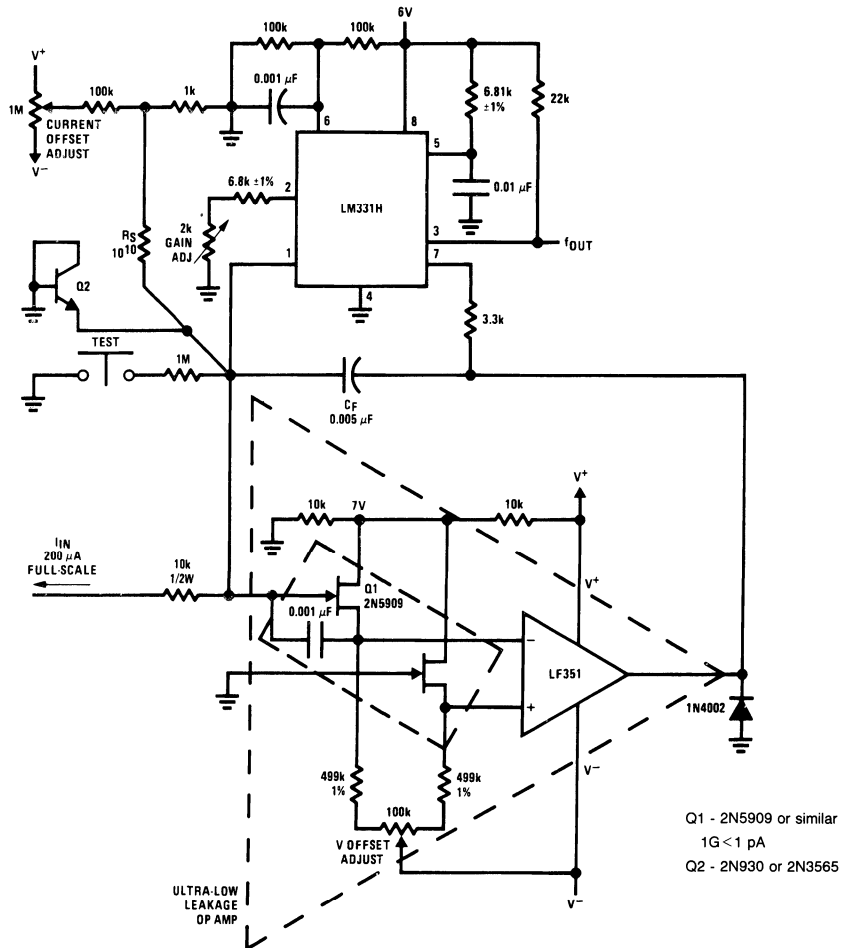 6V
100k
100k
V+
0.001 µF
6.81k
±1%
22k
100k
1k
1M
CURRENT
OFFSET
ADJUST
V−
6
8
5
6.8k ±1%
2
LM331H
0.01 µF
RS
10¹⁰
2k
GAIN
ADJ
3
fOUT
1
7
Q2
4
3.3k
TEST
1M
CF
0.005 µF
V+
10k
7V
10k
IIN
200 µA
FULL-SCALE
V+
10k
1/2W
Q1
2N5909
0.001 µF
−
LF351
+
1N4002
V−
499k
1%
499k
1%
100k
V OFFSET
ADJUST
Q1 - 2N5909 or similar
1G<1 pA
Q2 - 2N930 or 2N3565
ULTRA-LOW
LEAKAGE
OP AMP
V−